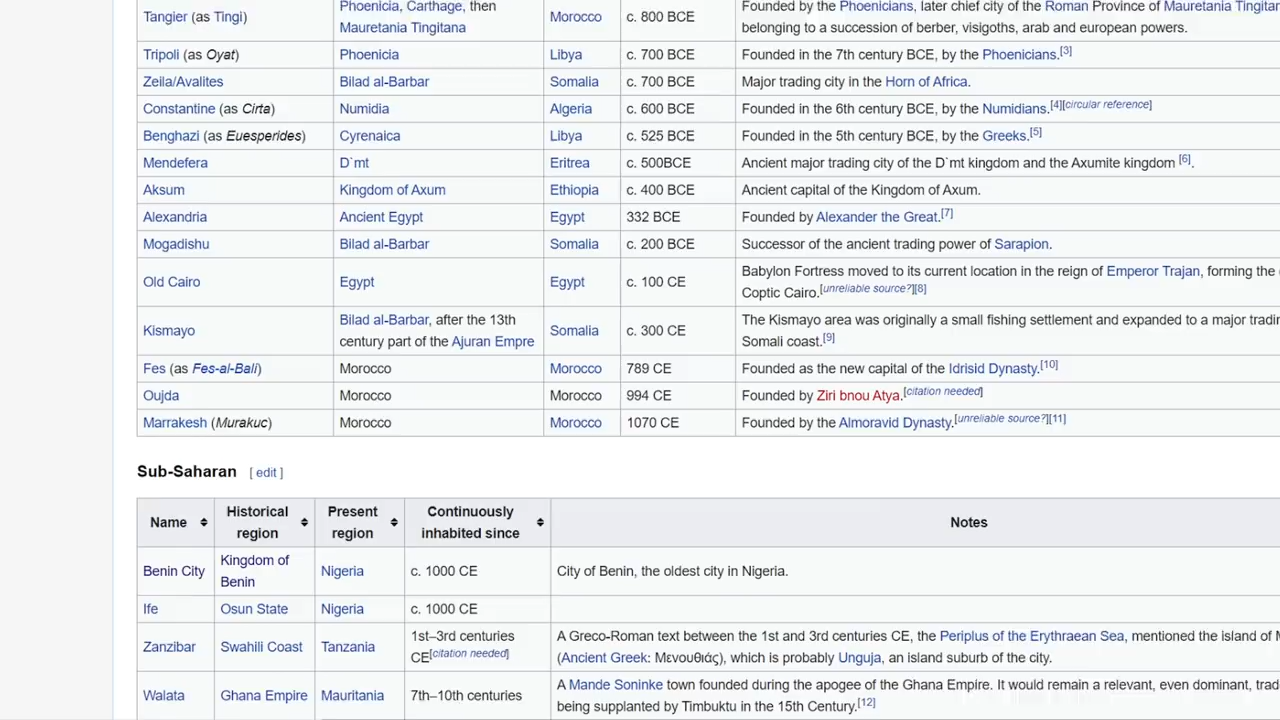 Tangier (as Tingi) Phoenicia, Carthage, then Mauretania Tingitana Morocco c. 800 BCE Founded by the Phoenicians, later chief city of the Roman Province of Mauretania
belonging to a succession of berber, visigoths, arab and european powers.
Tripoli (as Oyat) Phoenicia Libya c. 700 BCE Founded in the 7th century BCE, by the Phoenicians.[3]
Zeila/Avalites Bilad al-Barbar Somalia c. 700 BCE Major trading city in the Horn of Africa.
Constantine (as Cirta) Numidia Algeria c. 600 BCE Founded in the 6th century BCE, by the Numidians.[4][circular reference]
Benghazi (as Euesperides) Cyrenaica Libya c. 525 BCE Founded in the 5th century BCE, by the Greeks.[5]
Mendefera D`mt Eritrea c. 500BCE Ancient major trading city of the D`mt kingdom and the Axumite kingdom [6].
Aksum Kingdom of Axum Ethiopia c. 400 BCE Ancient capital of the Kingdom of Axum.
Alexandria Ancient Egypt Egypt 332 BCE Founded by Alexander the Great.[7]
Mogadishu Bilad al-Barbar Somalia c. 200 BCE Successor of the ancient trading power of Sarapion.
Old Cairo Egypt Egypt c. 100 CE Babylon Fortress moved to its current location in the reign of Emperor Trajan, forming the
Coptic Cairo.[unreliable source?][8]
Kismayo Bilad al-Barbar, after the 13th century part of the Ajuran Empre Somalia c. 300 CE The Kismayo area was originally a small fishing settlement and expanded to a major
Somali coast.[9]
Fes (as Fes-al-Bali) Morocco Morocco 789 CE Founded as the new capital of the Idrisid Dynasty.[10]
Oujda Morocco Morocco 994 CE Founded by Ziri bnou Atya.[citation needed]
Marrakesh (Murakuc) Morocco Morocco 1070 CE Founded by the Almoravid Dynasty.[unreliable source?][11]
Sub-Saharan [ edit ]
Name Historical region Present region Continuously inhabited since Notes
Benin City Kingdom of Benin Nigeria c. 1000 CE City of Benin, the oldest city in Nigeria.
Ife Osun State Nigeria c. 1000 CE
Zanzibar Swahili Coast Tanzania 1st–3rd centuries CE[citation needed] A Greco-Roman text between the 1st and 3rd centuries CE, the Periplus of the Erythraean Sea, mentioned the island of
(Ancient Greek: Μενουθιάς), which is probably Unguja, an island suburb of the city.
Walata Ghana Empire Mauritania 7th–10th centuries A Mande Soninke town founded during the apogee of the Ghana Empire. It would remain a relevant, even dominant,
being supplanted by Timbuktu in the 15th Century.[12]